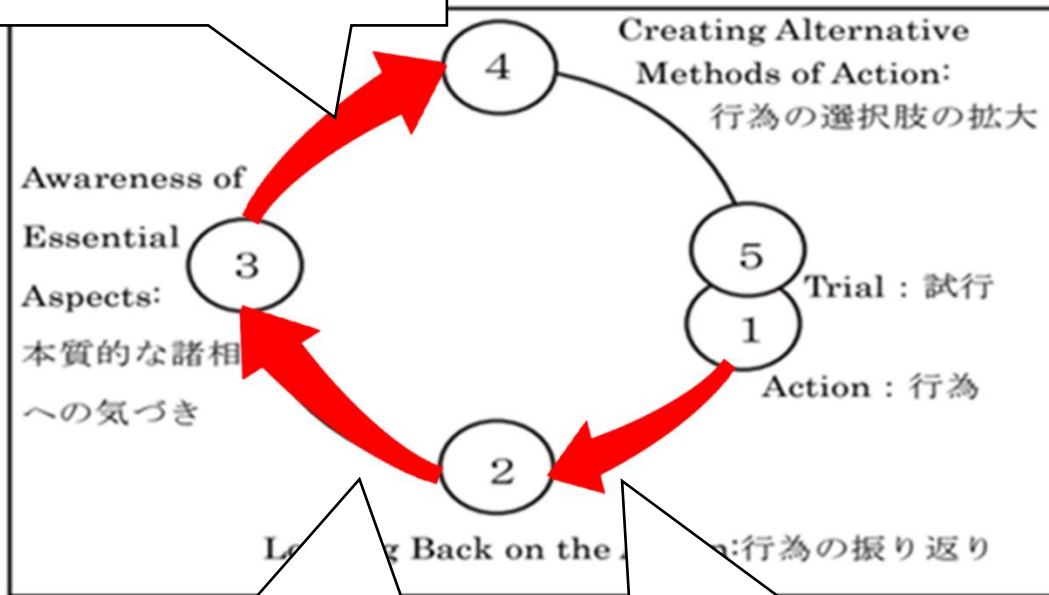 4
Creating Alternative
Methods of Action:
行為の選択肢の拡大
Awareness of
Essential
Aspects:
本質的な諸相
への気づき
3
5
Trial：試行
1
Action：行為
2
Back on the :行為の振り返り